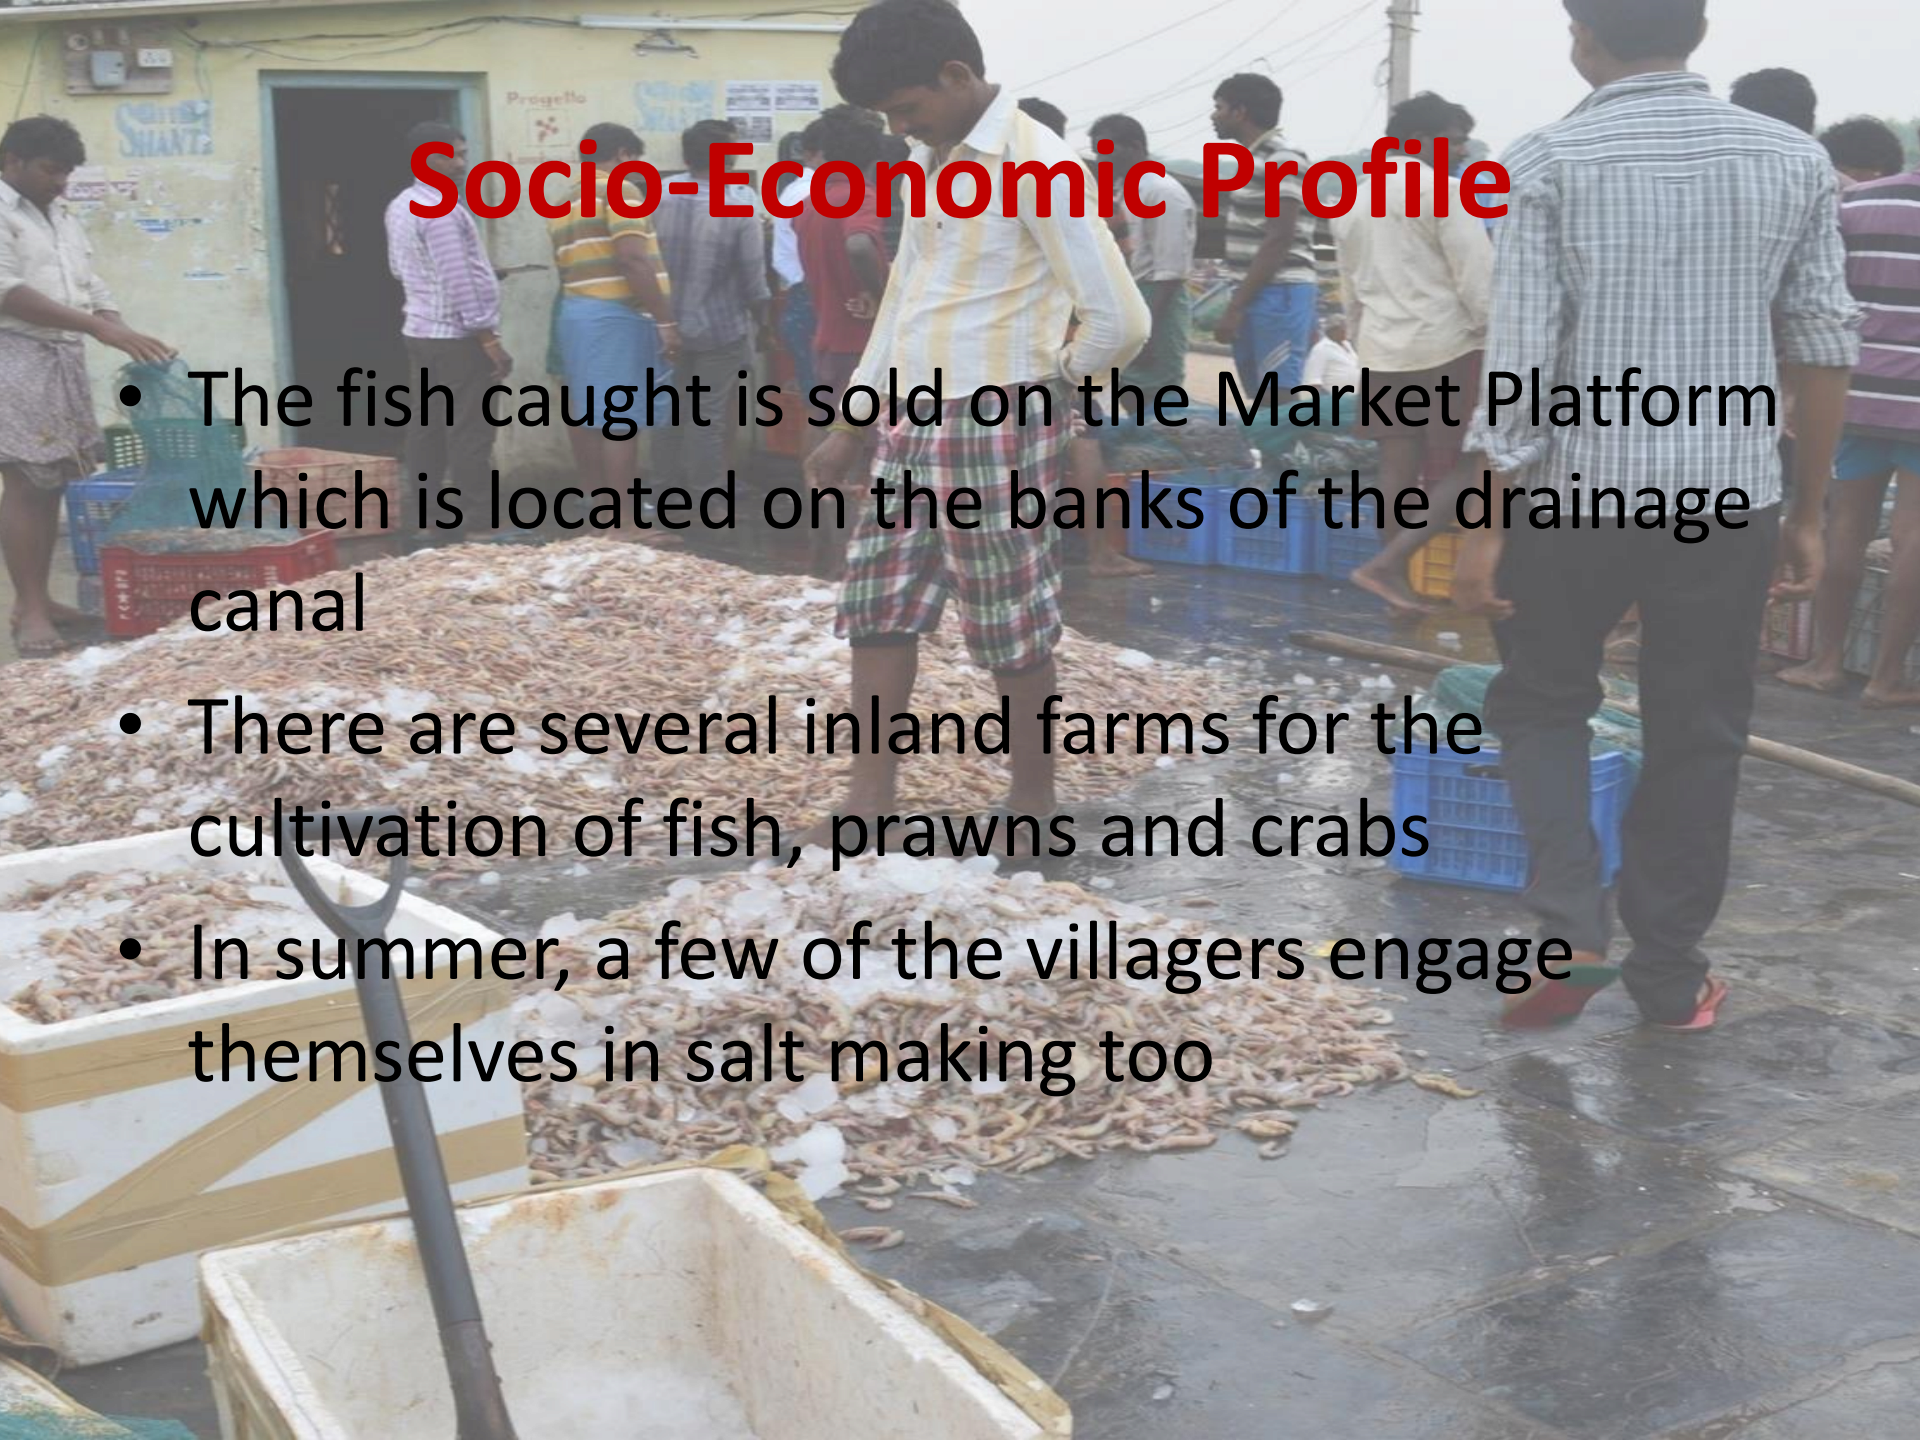 Socio-Economic Profile
• The fish caught is sold on the Market Platform
which is located on the banks of the drainage
canal
• There are several inland farms for the
cultivation of fish, prawns and crabs
• In summer, a few of the villagers engage
themselves in salt making too
Progetto
SHANTI